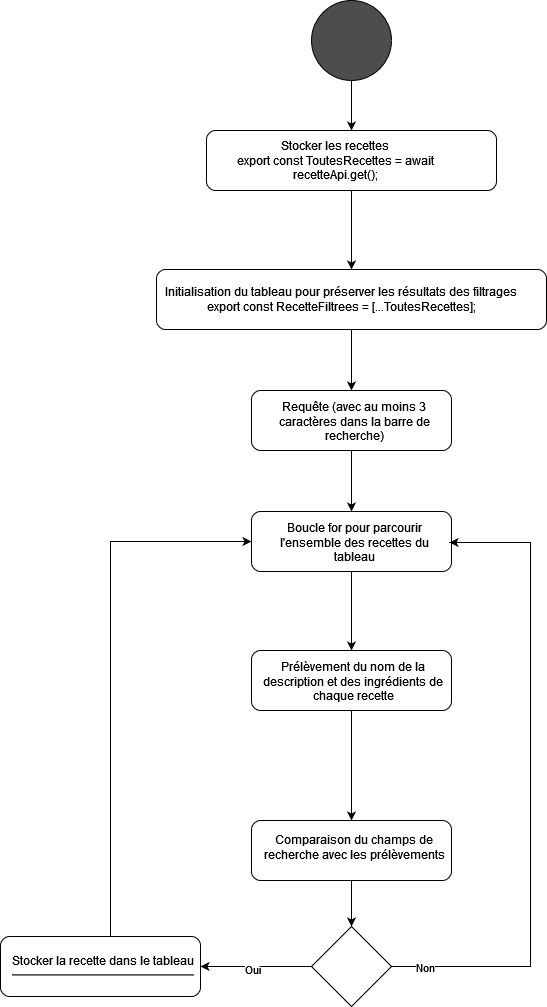 Stocker les recettes
export const ToutesRecettes = await
recetteApi.get();
Initialisation du tableau pour préserver les résultats des filtrages
export const RecetteFiltrees = [...ToutesRecettes];
Requête (avec au moins 3
caractères dans la barre de
recherche)
Boucle for pour parcourir
l'ensemble des recettes du
tableau
Prélèvement du nom de la
description et des ingrédients de
chaque recette
Comparaison du champs de
recherche avec les prélèvements
Stocker la recette dans le tableau
Oui
Non